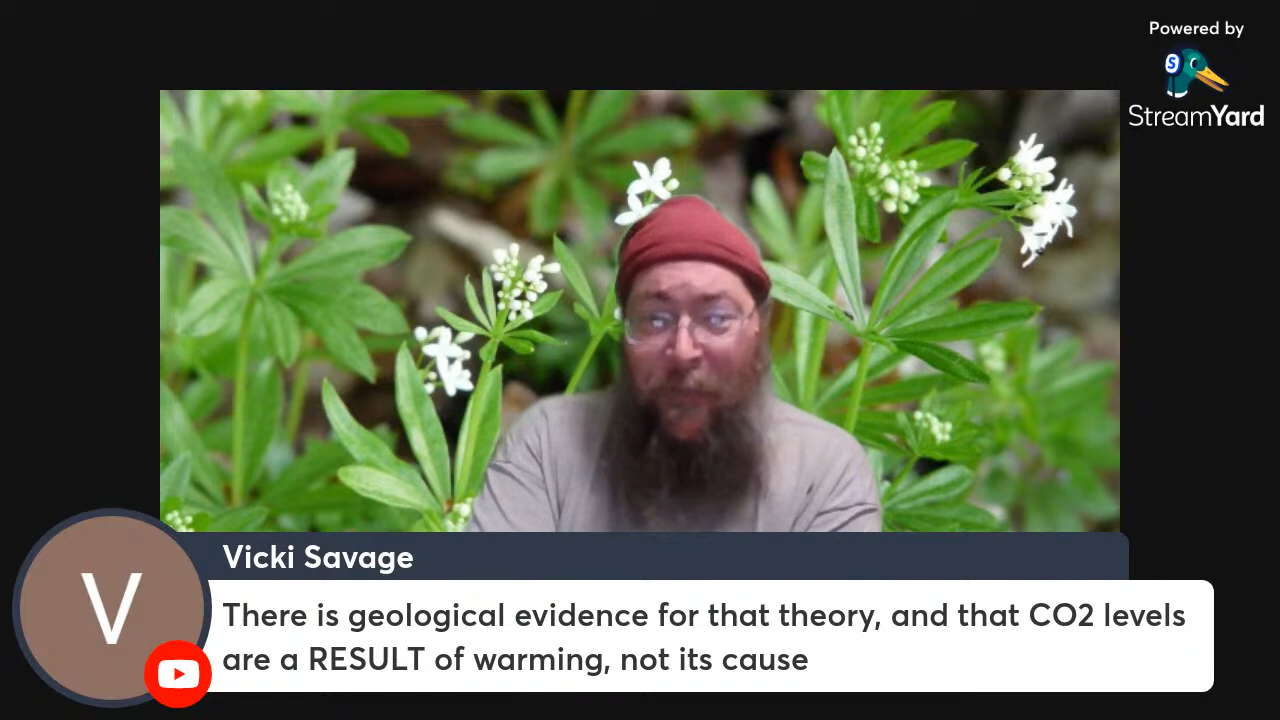 Powered by
S
StreamYard
Vicki Savage
V
There is geological evidence for that theory, and that CO2 levels
are a RESULT of warming, not its cause